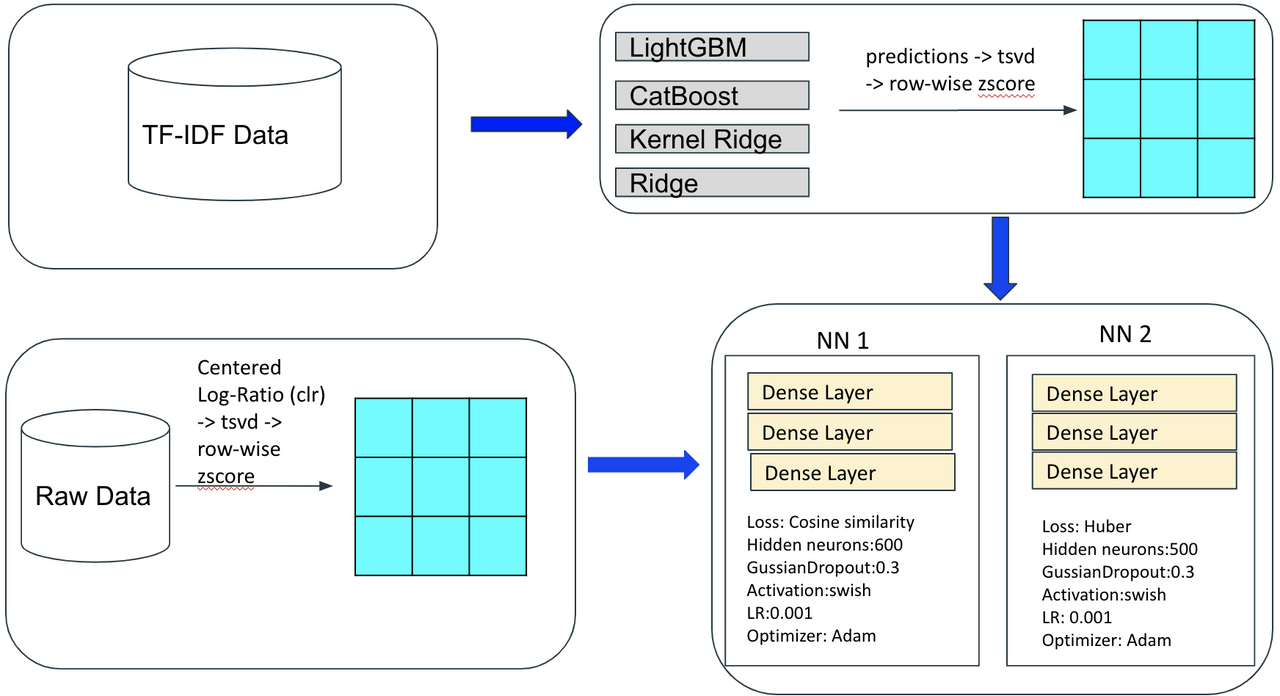 TF-IDF Data
LightGBM
CatBoost
Kernel Ridge
Ridge
predictions -> tsvd
-> row-wise zscore
Raw Data
Centered
Log-Ratio (clr)
-> tsvd ->
row-wise
zscore
NN 1
Dense Layer
Dense Layer
Dense Layer
Loss: Cosine similarity
Hidden neurons:600
GussianDropout:0.3
Activation:swish
LR:0.001
Optimizer: Adam
NN 2
Dense Layer
Dense Layer
Dense Layer
Loss: Huber
Hidden neurons:500
GussianDropout:0.3
Activation:swish
LR: 0.001
Optimizer: Adam